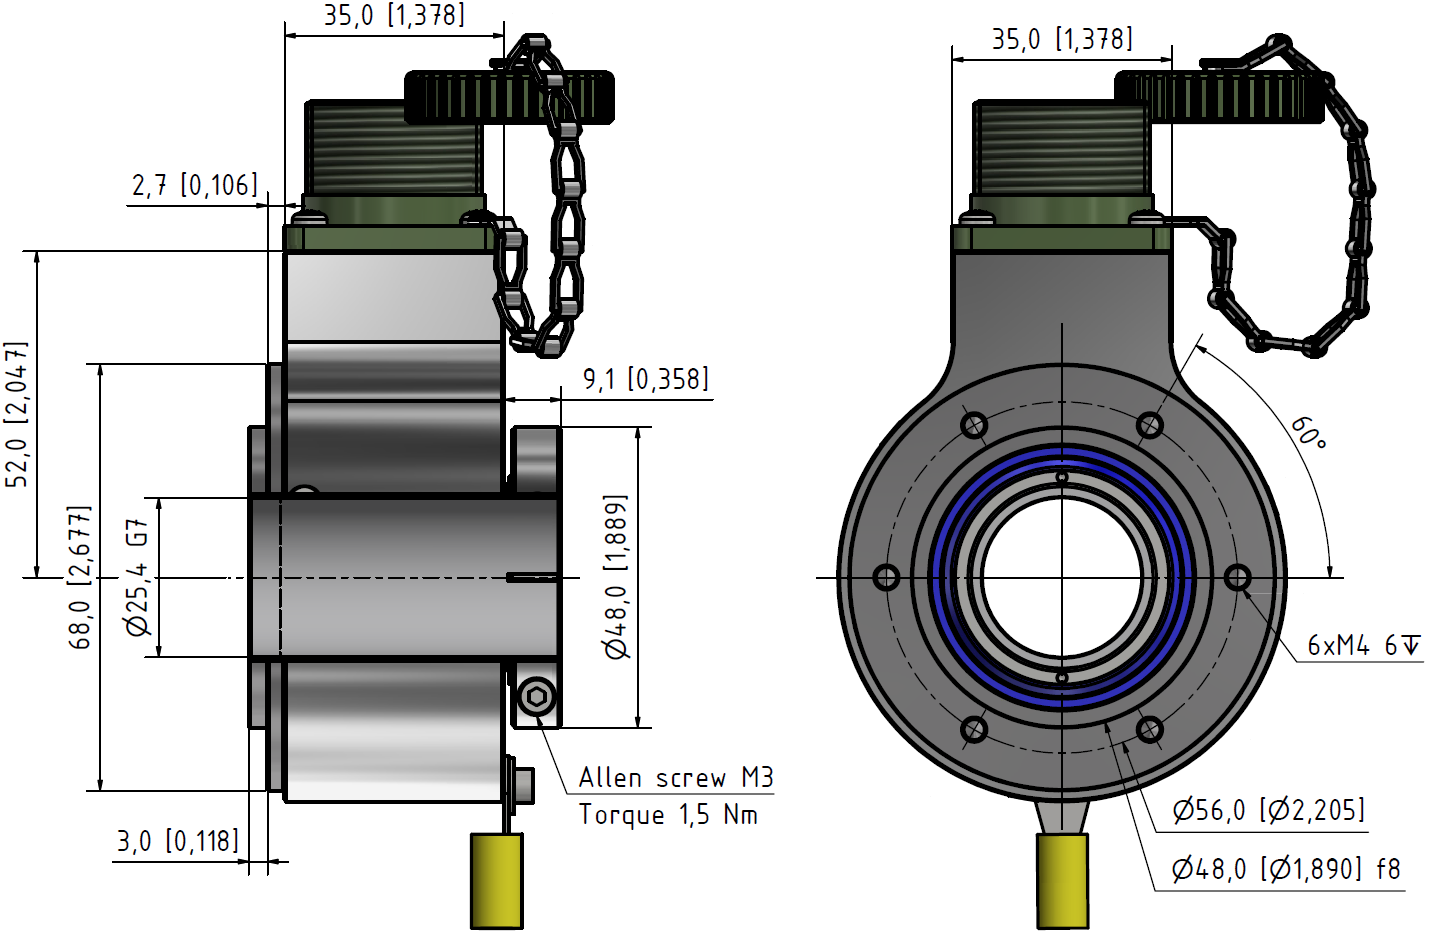 35,0 [1,378]
35,0 [1,378]
2,7 [0,106]
52,0 [2,047]
9,1 [0,358]
60°
68,0 [2,677]
Ø25,4 G7
Ø48,0 [1,889]
6xM4 6↧
Allen screw M3
Torque 1,5 Nm
Ø56,0 [Ø2,205]
3,0 [0,118]
Ø48,0 [Ø1,890] f8